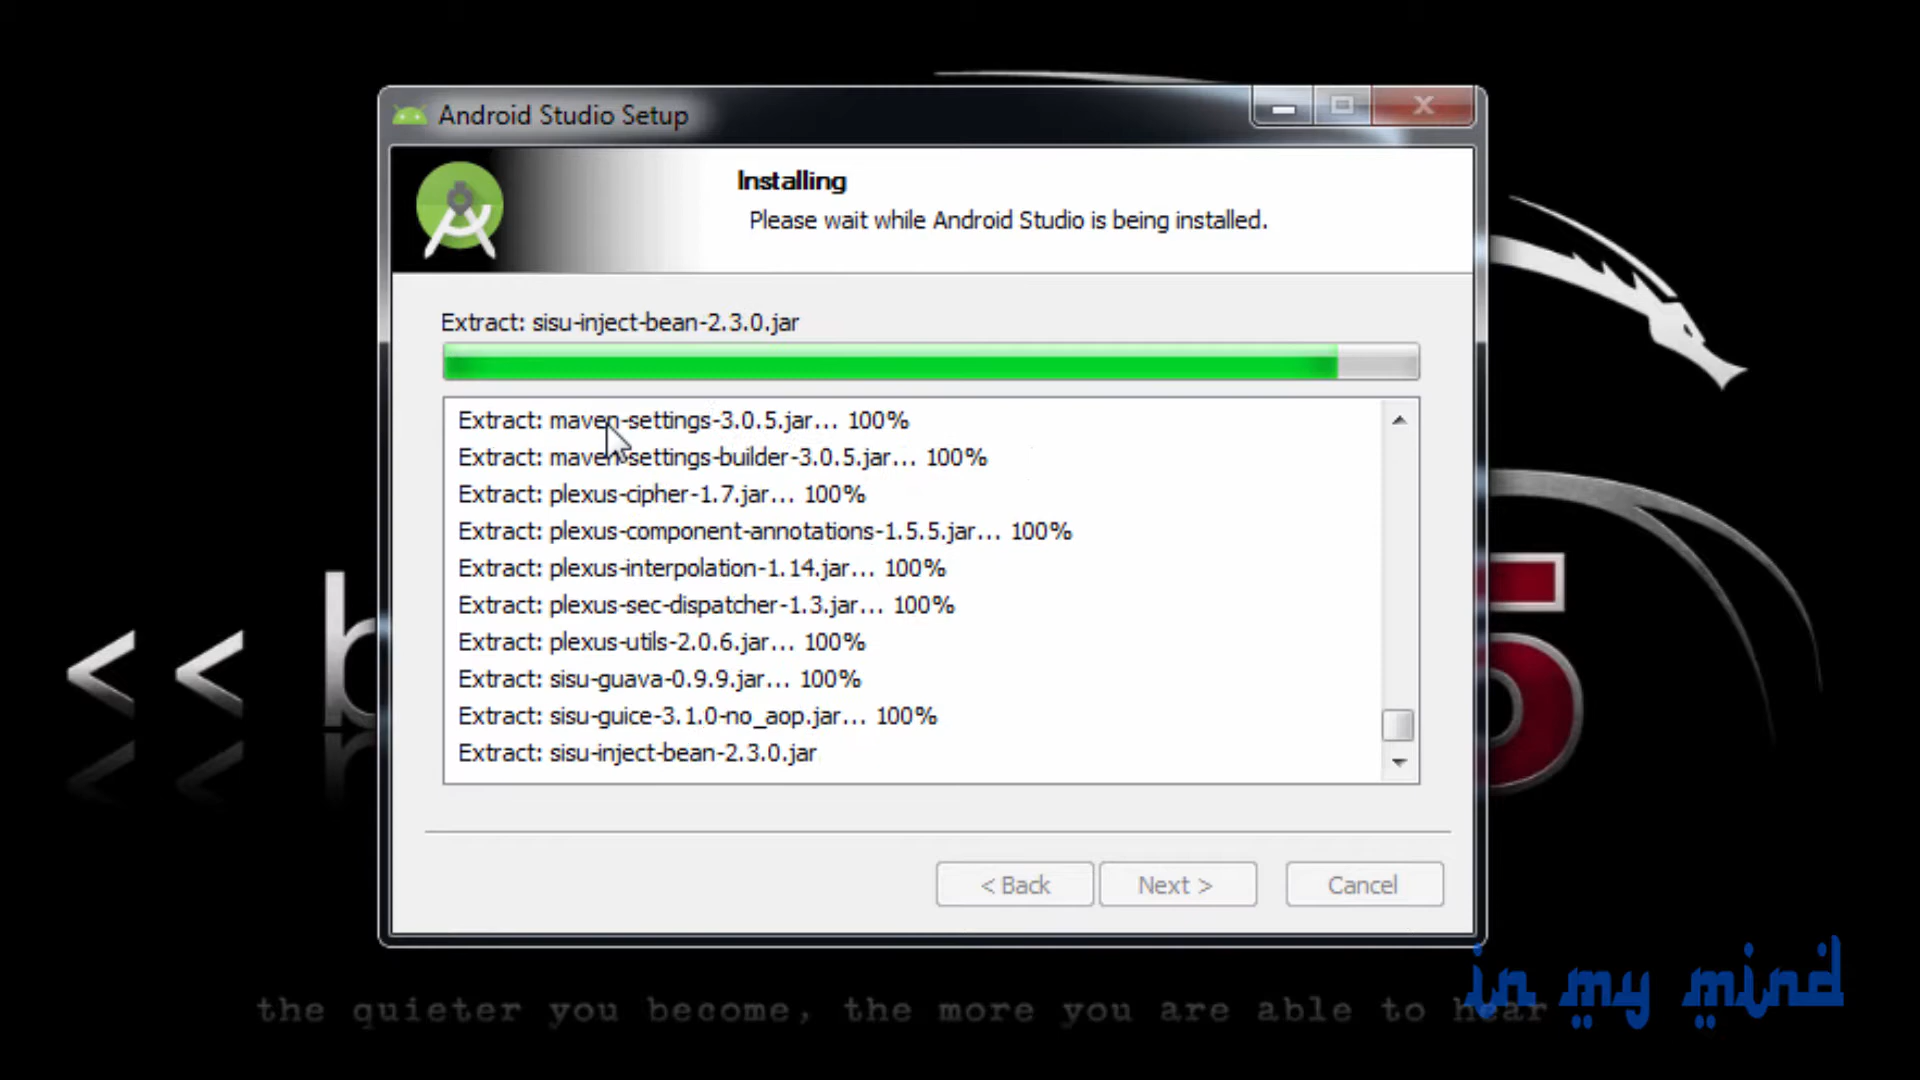 Android Studio Setup
Installing
Please wait while Android Studio is being installed.
Extract: sisu-inject-bean-2.3.0.jar
Extract: maven-settings-3.0.5.jar... 100%
Extract: maven-settings-builder-3.0.5.jar... 100%
Extract: plexus-cipher-1.7.jar... 100%
Extract: plexus-component-annotations-1.5.5.jar... 100%
Extract: plexus-interpolation-1.14.jar... 100%
Extract: plexus-sec-dispatcher-1.3.jar... 100%
Extract: plexus-utils-2.0.6.jar... 100%
Extract: sisu-guava-0.9.9.jar... 100%
Extract: sisu-guice-3.1.0-no_aop.jar... 100%
Extract: sisu-inject-bean-2.3.0.jar
<< b
5
< Back
Next >
Cancel
in my mind
the quieter you become, the more you are able to hear